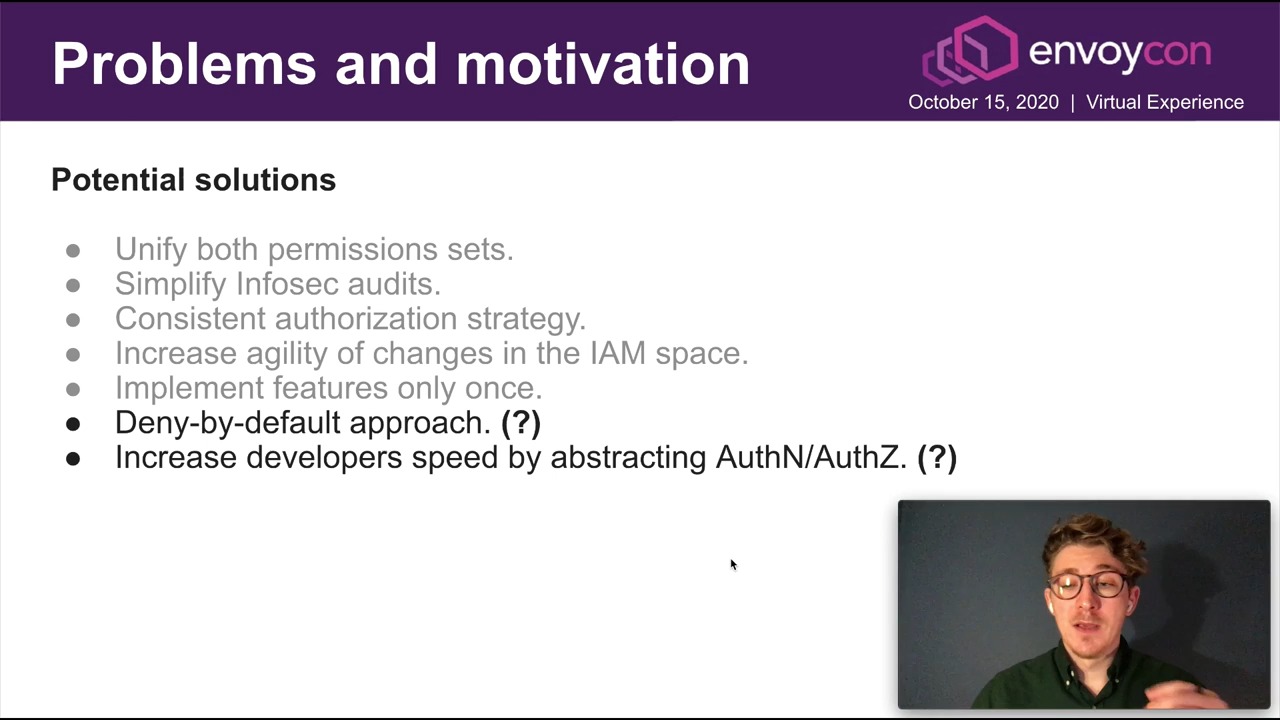 Problems and motivation
envoycon
October 15, 2020 | Virtual Experience
Potential solutions
● Unify both permissions sets.
● Simplify Infosec audits.
● Consistent authorization strategy.
● Increase agility of changes in the IAM space.
● Implement features only once.
● Deny-by-default approach. (?)
● Increase developers speed by abstracting AuthN/AuthZ. (?)